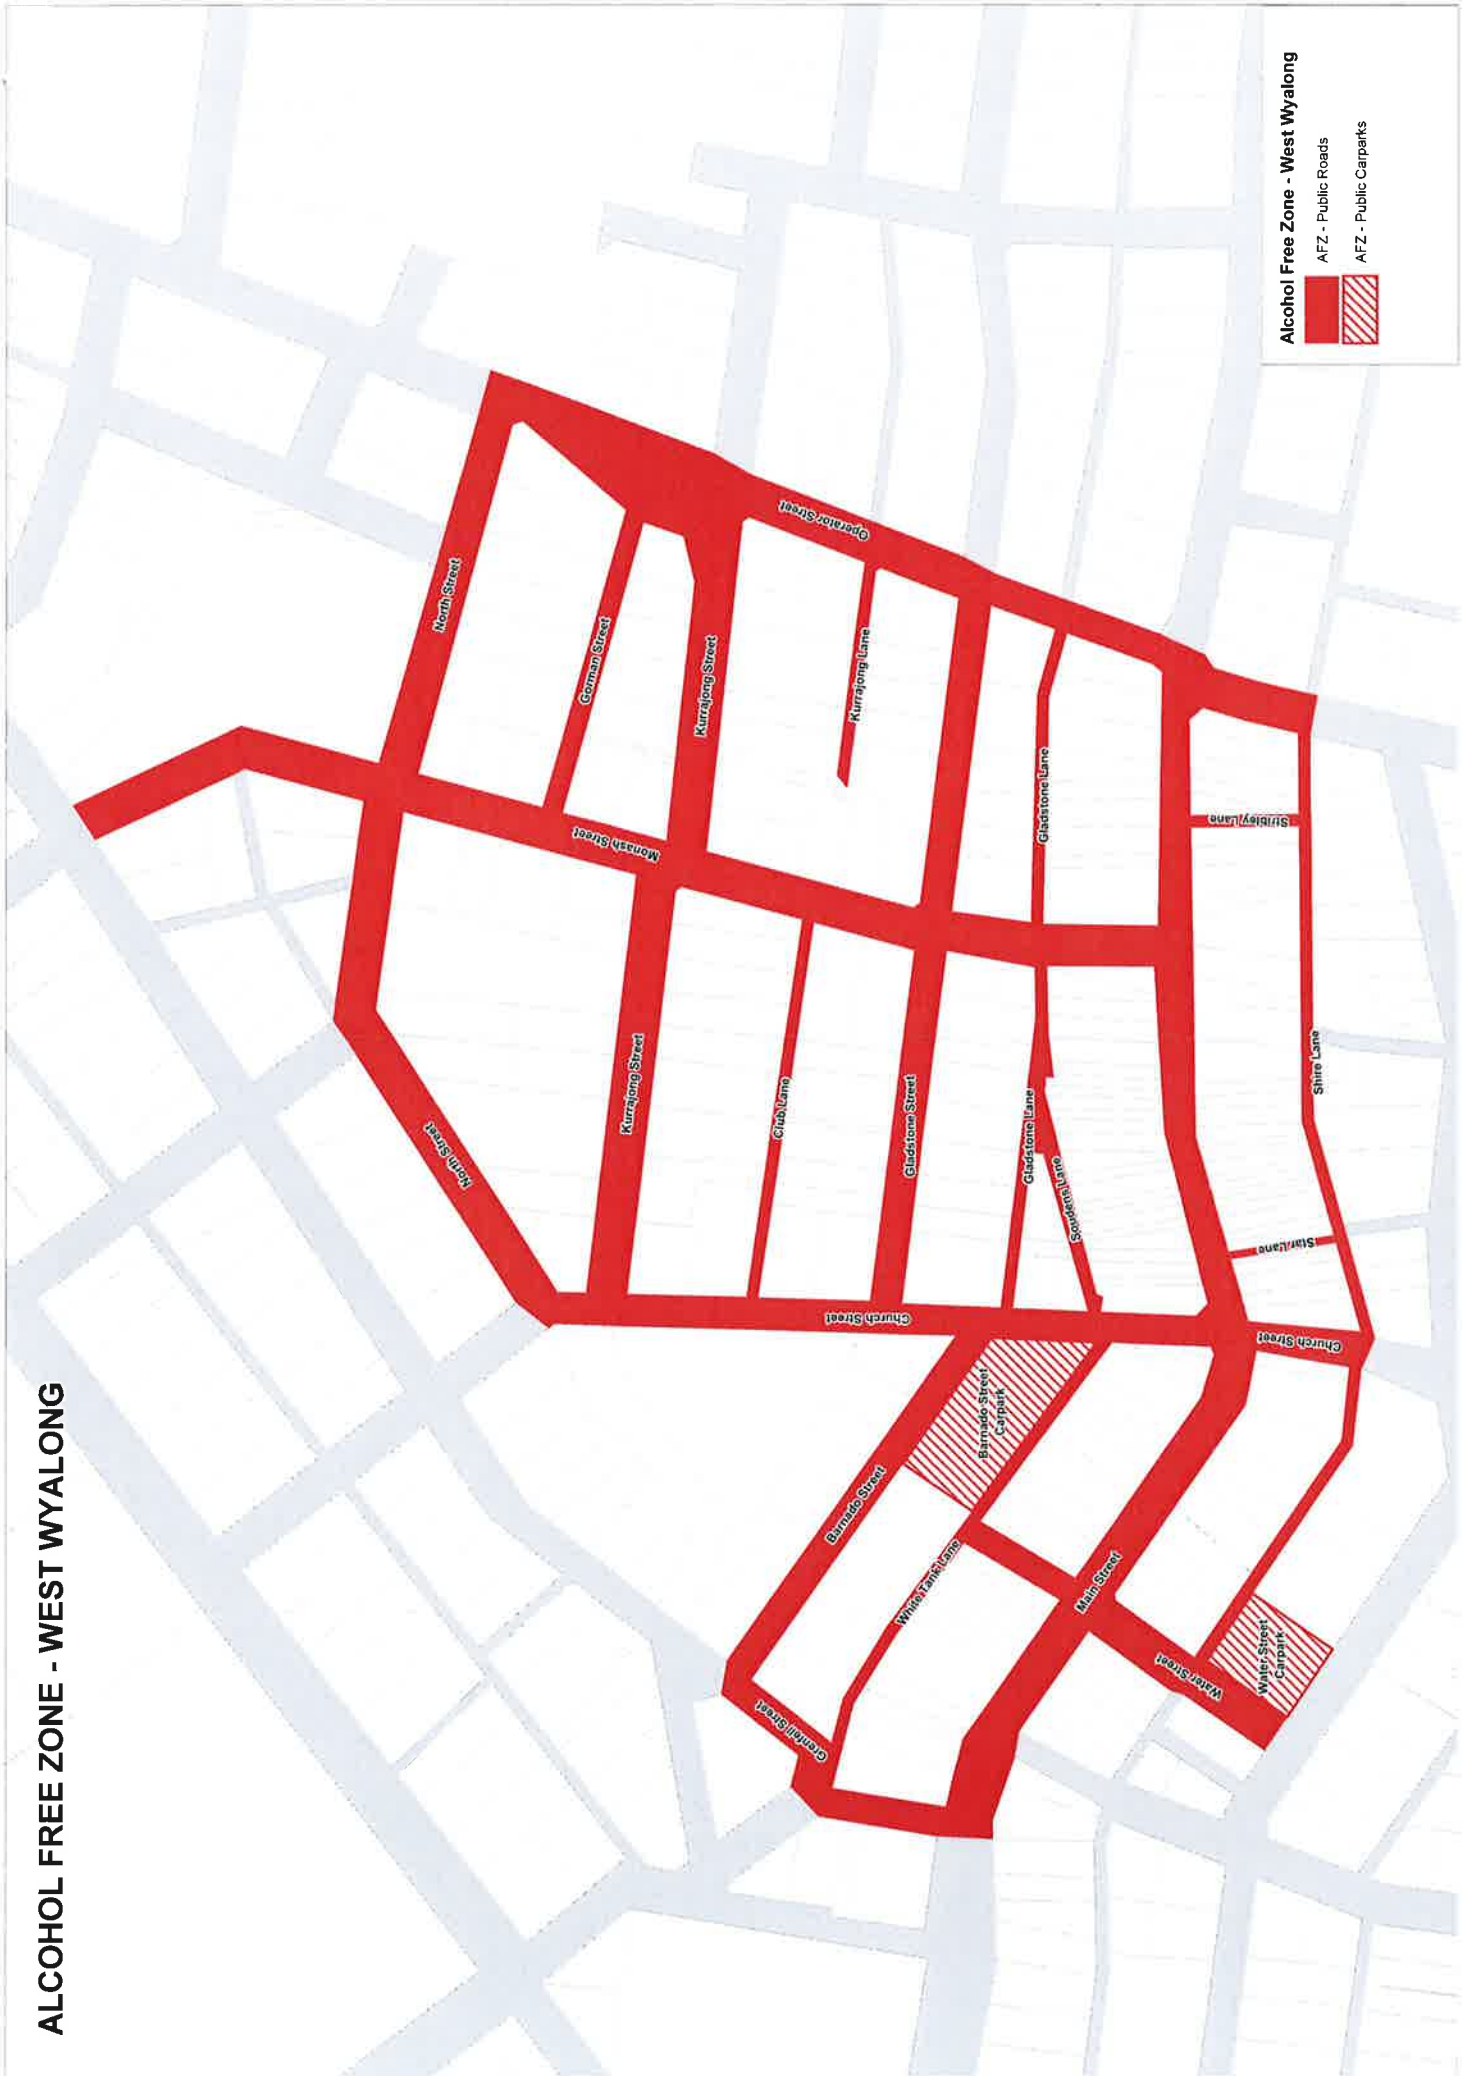 ALCOHOL FREE ZONE - WEST WYALONG
North Street
Gorman Street
Kurrajong Street
Operator Street
Kurrajong Lane
Monash Street
Gladstone Lane
Stribley Lane
North Street
Kurrajong Street
Club Lane
Gladstone Street
Gladstone Lane
Soudens Lane
Shire Lane
Star Lane
Church Street
Church Street
Barnado Street
Carpark
Barnado Street
White Tank Lane
Main Street
Grenfell Street
Water Street
Water Street
Carpark
Alcohol Free Zone - West Wyalong
AFZ - Public Roads
AFZ - Public Carparks